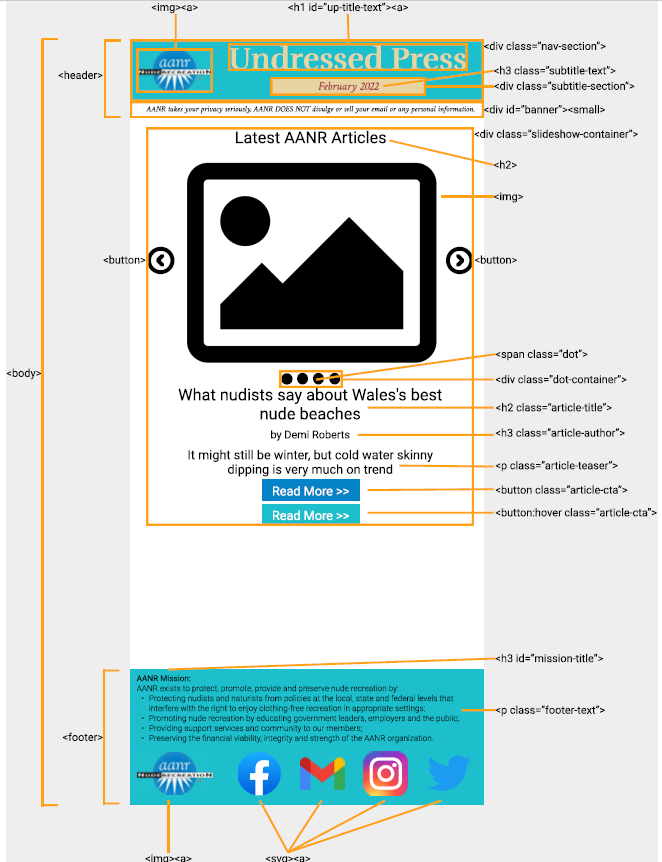 <img><a>
<h1 id="up-title-text"><a>
<header>
aanr
NUDE RECREATION
Undressed Press
February 2022
<div class="nav-section">
<h3 class="subtitle-text">
<div class="subtitle-section">
AANR takes your privacy seriously. AANR DOES NOT divulge or sell your email or any personal information.
<div id="banner"><small>
<div class="slideshow-container">
Latest AANR Articles
<h2>
<img>
<button>
<button>
<body>
<span class="dot">
<div class="dot-container">
What nudists say about Wales's best
nude beaches
<h2 class="article-title">
by Demi Roberts
<h3 class="article-author">
It might still be winter, but cold water skinny
dipping is very much on trend
<p class="article-teaser">
Read More >>
<button class="article-cta">
Read More >>
<button:hover class="article-cta">
<h3 id="mission-title">
AANR Mission:
AANR exists to protect, promote, provide and preserve nude recreation by:
• Protecting nudists and naturists from policies at the local, state and federal levels that
interfere with the right to enjoy clothing-free recreation in appropriate settings;
• Promoting nude recreation by educating government leaders, employers and the public;
• Providing support services and community to our members;
• Preserving the financial viability, integrity and strength of the AANR organization.
<p class="footer-text">
<footer>
aanr
NUDE RECREATION
<img><a>
<svg><a>